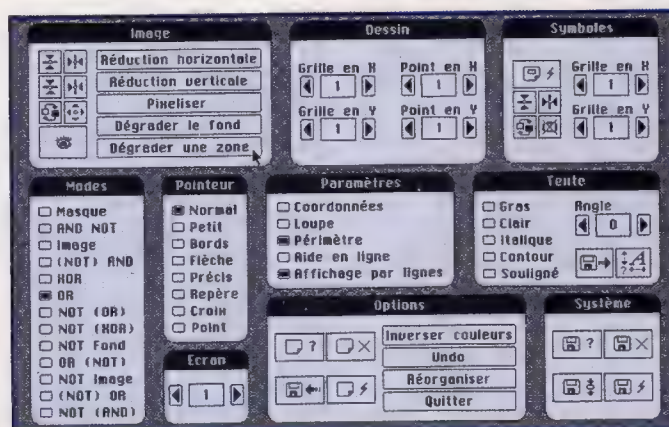 Image
Réduction horizontale
Réduction verticale
Pixeliser
Dégrader le fond
Dégrader une zone
Dessin
Grille en X
Point en X
1
1
Grille en Y
Point en Y
1
1
Symboles
Grille en X
1
Grille en Y
1
Modes
Masque
AND NOT
Image
(NOT) AND
XOR
OR
NOT (OR)
NOT (XOR)
NOT Fond
OR (NOT)
NOT Image
(NOT) OR
NOT (AND)
Pointeur
Normal
Petit
Bords
Flèche
Précis
Repère
Croix
Point
Ecran
1
Paramètres
Coordonnées
Loupe
Périmètre
Aide en ligne
Affichage par lignes
Texte
Gras
Clair
Italique
Contour
Souligné
Angle
0
A
?
Options
?
Inverser couleurs
Undo
Réorganiser
Quitter
Système
?